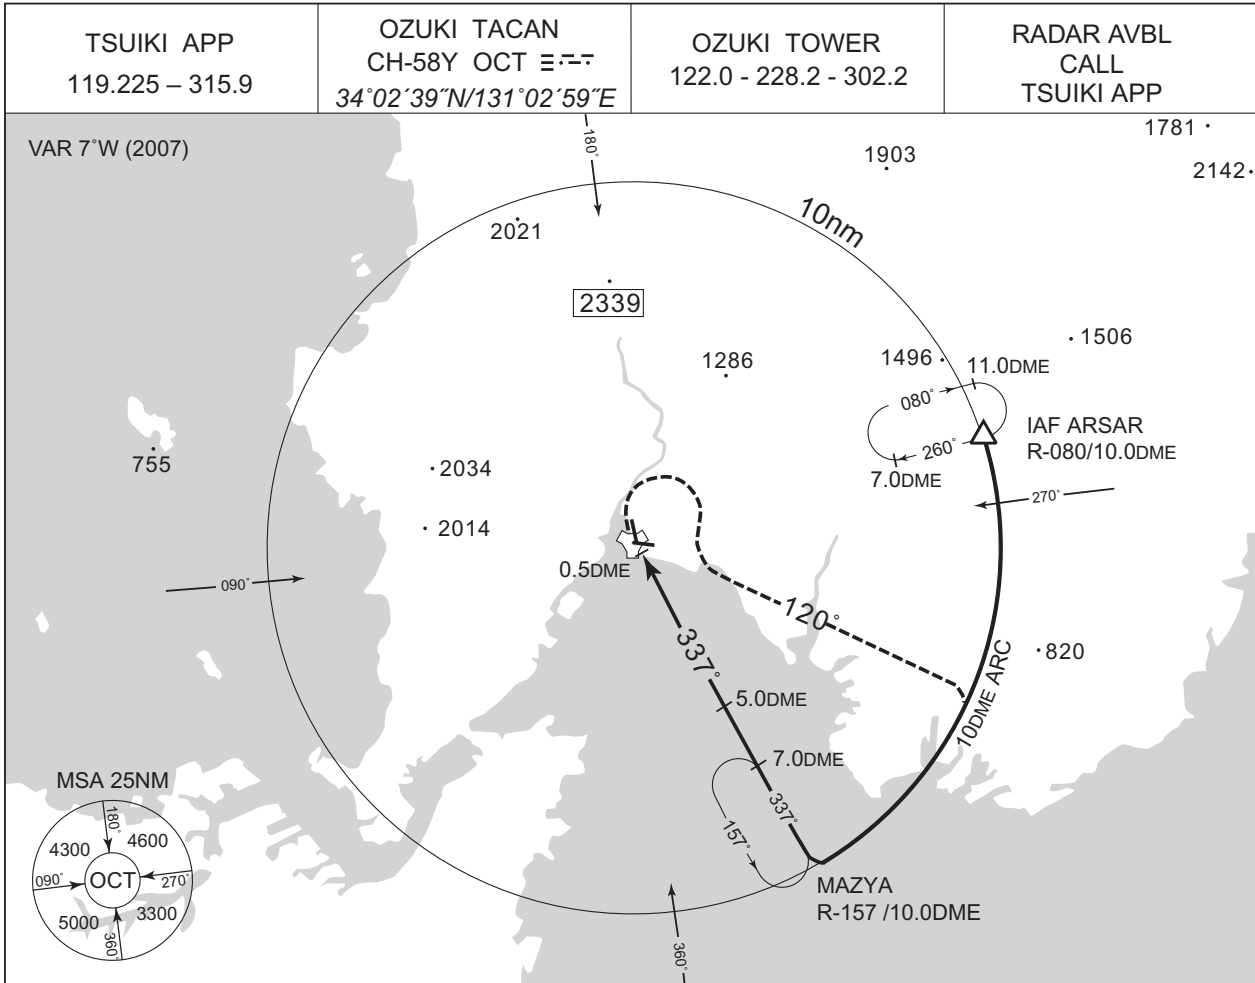 TSUIKI APP
119.225 – 315.9
OZUKI TACAN
CH-58Y OCT
34°02´39˝N/131°02´59˝E
OZUKI TOWER
122.0 - 228.2 - 302.2
RADAR AVBL
CALL
TSUIKI APP
VAR 7°W (2007)
180°
1903
1781
2142
10nm
2021
2339
1286
1496
1506
11.0DME
080°
260°
7.0DME
IAF ARSAR
R-080/10.0DME
755
2034
2014
270°
0.5DME
090°
120°
337°
820
5.0DME
10DME ARC
7.0DME
337°
157°
MAZYA
R-157 /10.0DME
360°
MSA 25NM
180°
4300
4600
090°
OCT
270°
5000
3300
360°